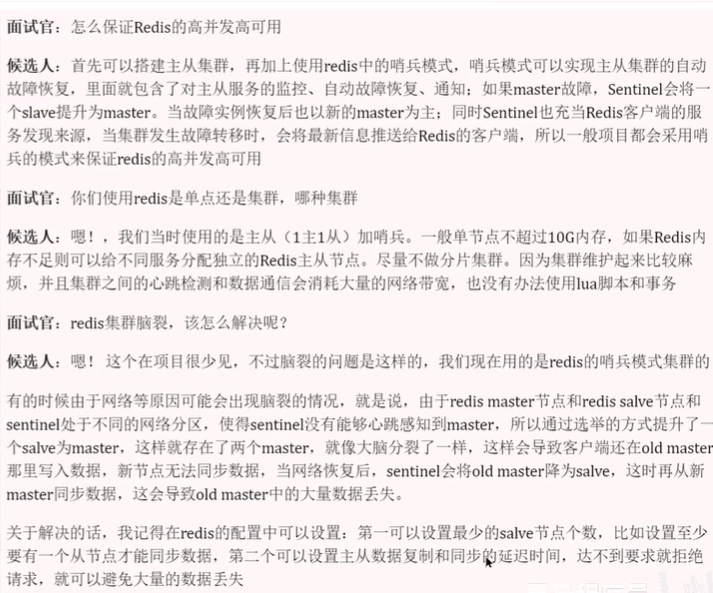 面试官：怎么保证Redis的高并发高可用
候选人：首先可以搭建主从集群，再加上使用redis中的哨兵模式，哨兵模式可以实现主从集群的自动
故障恢复，里面就包含了对主从服务的监控、自动故障恢复、通知；如果master故障，Sentinel会将一
个slave提升为master。当故障实例恢复后也以新的master为主；同时Sentinel也充当Redis客户端的服
务发现来源，当集群发生故障转移时，会将最新信息推送给Redis的客户端，所以一般项目都会采用哨
兵的模式来保证redis的高并发高可用
面试官：你们使用redis是单点还是集群，哪种集群
候选人：嗯！，我们当时使用的是主从（1主1从）加哨兵。一般单节点不超过10G内存，如果Redis内
存不足则可以给不同服务分配独立的Redis主从节点。尽量不做分片集群。因为集群维护起来比较麻
烦，并且集群之间的心跳检测和数据通信会消耗大量的网络带宽，也没有办法使用lua脚本和事务
面试官：redis集群脑裂，该怎么解决呢？
候选人：嗯！ 这个在项目很少见，不过脑裂的问题是这样的，我们现在用的是redis的哨兵模式集群的
有的时候由于网络等原因可能会出现脑裂的情况，就是说，由于redis master节点和redis salve节点和
sentinel处于不同的网络分区，使得sentinel没有能够心跳感知到master，所以通过选举的方式提升了一
个salve为master，这样就存在了两个master，就像大脑分裂了一样，这样会导致客户端还在old master
那里写入数据，新节点无法同步数据，当网络恢复后，sentinel会将old master降为salve，这时再从新
master同步数据，这会导致old master中的大量数据丢失。
关于解决的话，我记得在redis的配置中可以设置：第一可以设置最少的salve节点个数，比如设置至少
要有一个从节点才能同步数据，第二个可以设置主从数据复制和同步的延迟时间，达不到要求就拒绝
请求，就可以避免大量的数据丢失